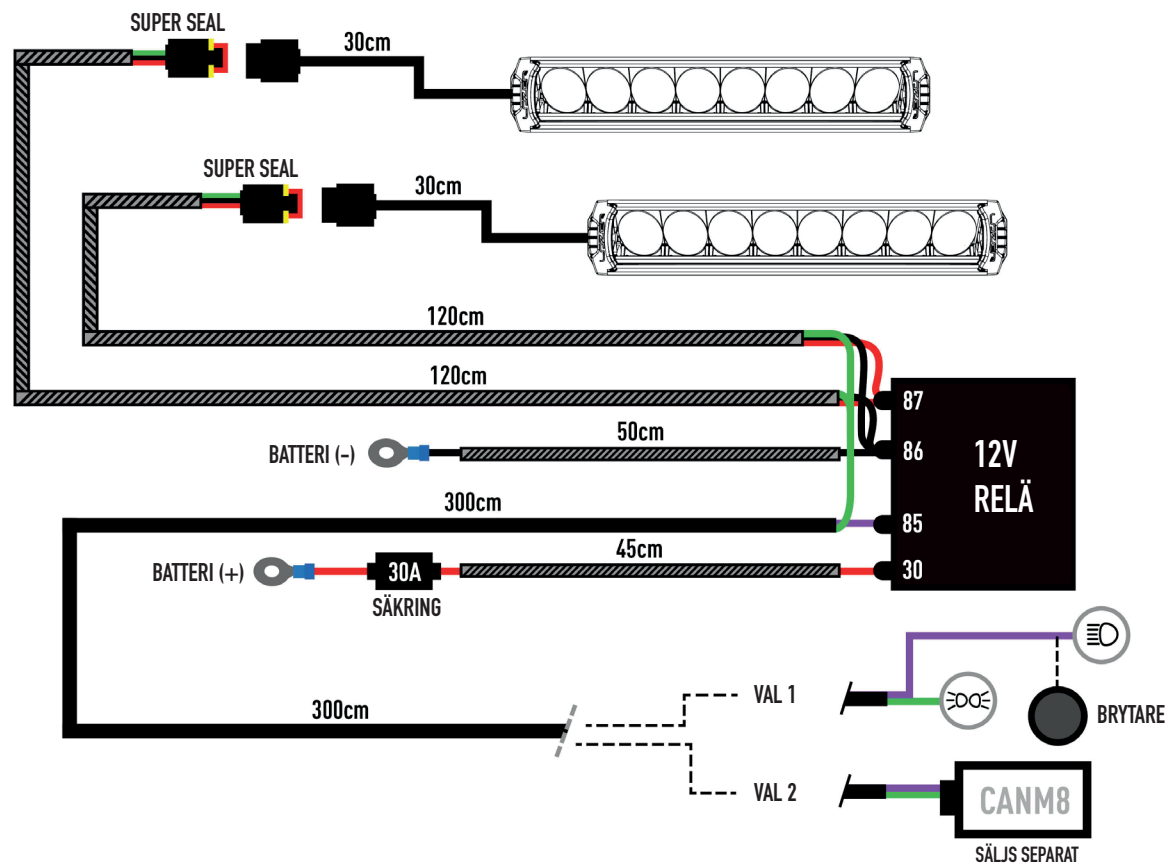 SUPER SEAL
30cm
SUPER SEAL
30cm
120cm
120cm
87
BATTERI (-)
50cm
86
12V
RELÄ
300cm
85
BATTERI (+)
30A
SÄKRING
45cm
30
300cm
VAL 1
BRYTARE
VAL 2
CANM8
SÄLJS SEPARAT